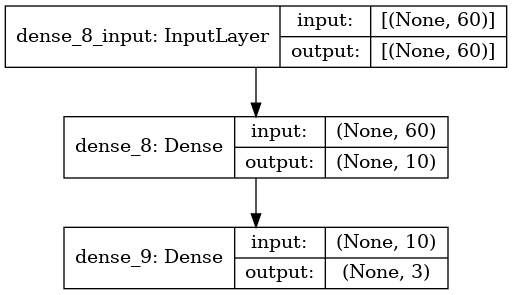 dense_8_input: InputLayer
input:
[(None, 60)]
output:
[(None, 60)]
dense_8: Dense
input:
(None, 60)
output:
(None, 10)
dense_9: Dense
input:
(None, 10)
output:
(None, 3)